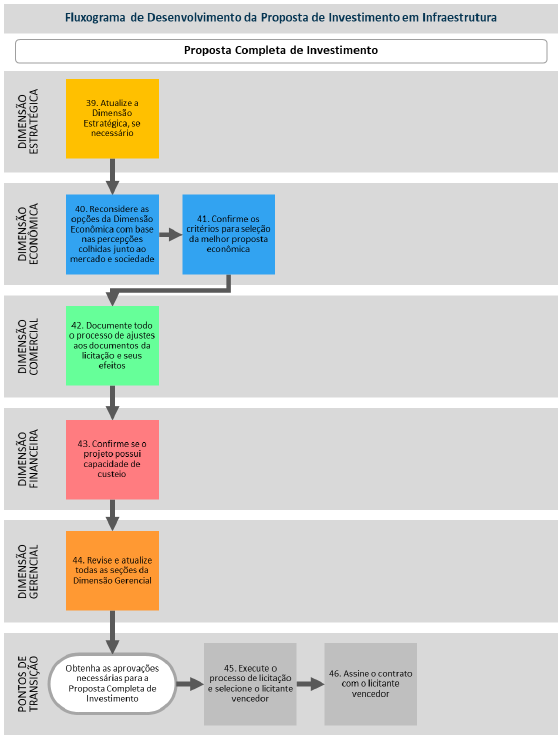 Fluxograma de Desenvolvimento da Proposta de Investimento em Infraestrutura
Proposta Completa de Investimento
DIMENSÃO
ESTRATÉGICA
39. Atualize a
Dimensão
Estratégica, se
necessário
DIMENSÃO
ECONÔMICA
40. Reconsidere as
opções da Dimensão
Econômica com base
nas percepções
colhidas junto ao
mercado e sociedade
41. Confirme os
critérios para seleção
da melhor proposta
econômica
DIMENSÃO
COMERCIAL
42. Documente todo
o processo de ajustes
aos documentos da
licitação e seus
efeitos
DIMENSÃO
FINANCEIRA
43. Confirme se o
projeto possui
capacidade de
custeio
DIMENSÃO
GERENCIAL
44. Revise e atualize
todas as seções da
Dimensão Gerencial
PONTOS DE
TRANSIÇÃO
Obtenha as aprovações
necessárias para a
Proposta Completa de
Investimento
45. Execute o
processo de licitação
e selecione o licitante
vencedor
46. Assine o contrato
com o licitante
vencedor